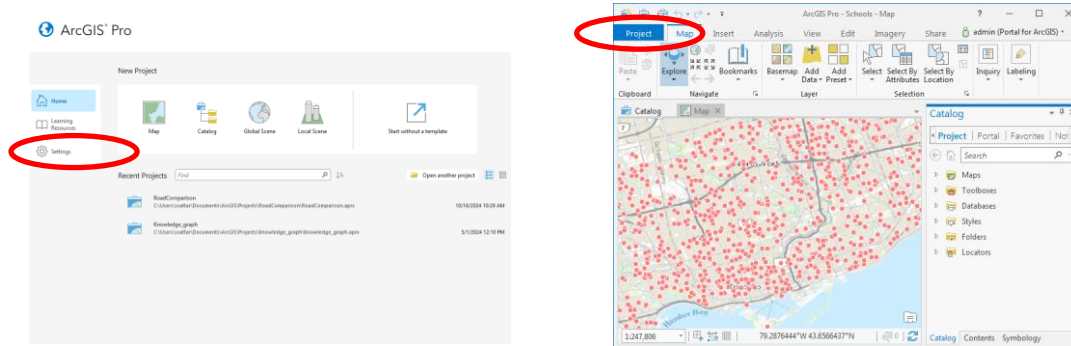 ArcGIS® Pro
New Project
Home
Learning
Resources
Settings
Map
Catalog
Global Scene
Local Scene
Start without a template
Recent Projects
Find
Open another project
RoadComparison
C:\Users\csattar\Documents\ArcGIS\Projects\RoadComparison\RoadComparison.aprx
10/16/2024 10:29 AM
Knowledge_graph
C:\Users\csattar\Documents\ArcGIS\Projects\Knowledge_graph\Knowledge_graph.aprx
5/1/2024 12:10 PM
ArcGIS Pro - Schools - Map
?
Project Map Insert Analysis View Edit Imagery Share admin (Portal for ArcGIS)
Paste Explore Bookmarks Basemap Add Data Add Preset Select Select By Attributes Select By Location Inquiry Labeling
Clipboard Navigate Layer Selection
Catalog Map
Catalog
Project Portal Favorites
Search
Maps
Toolboxes
Databases
Styles
Folders
Locators
Humber Bay
1:247,806 79.2876444°W 43.6566437°N 0
Catalog Contents Symbology